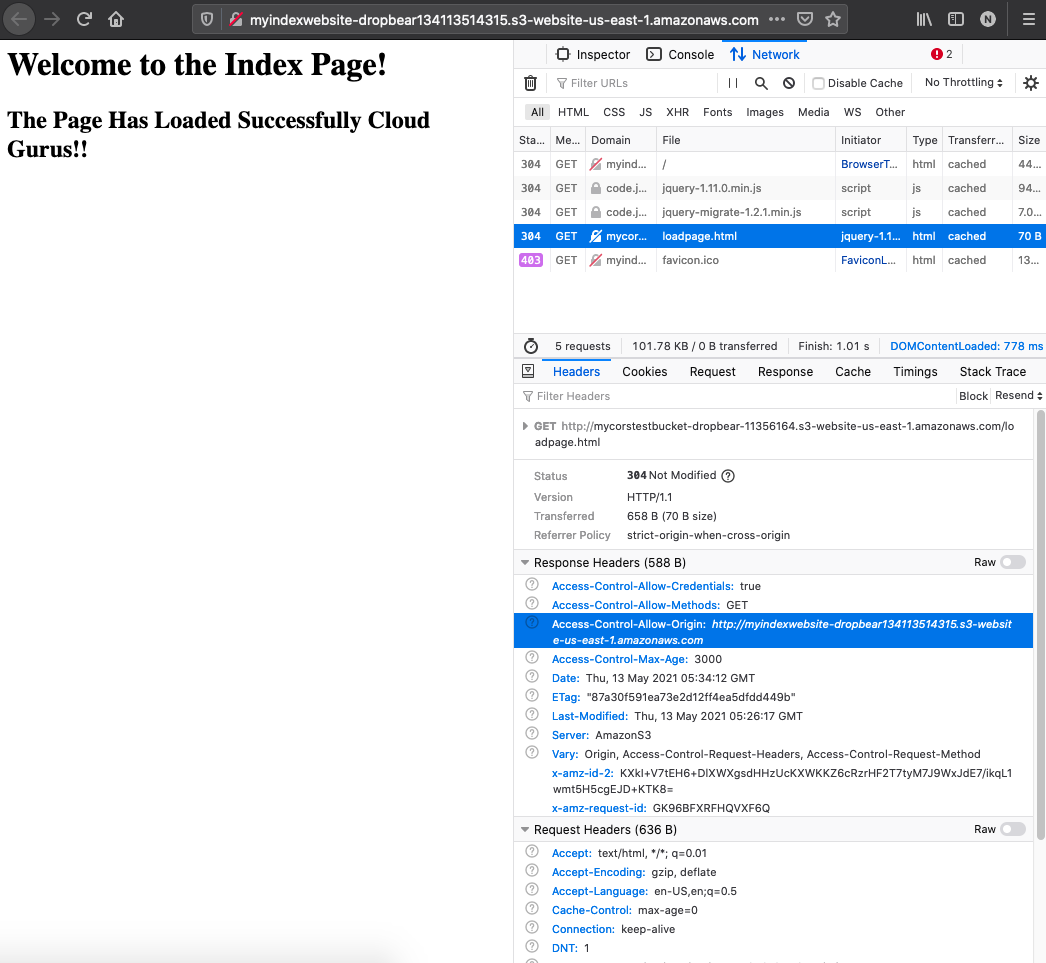 myindexwebsite-dropbear134113514315.s3-website-us-east-1.amazonaws.com ••• N
Welcome to the Index Page!
The Page Has Loaded Successfully Cloud
Gurus!!
Inspector Console Network 2
Filter URLs Disable Cache No Throttling
All HTML CSS JS XHR Fonts Images Media WS Other
Sta... Me... Domain File Initiator Type Transferr... Size
304 GET myind... / BrowserT... html cached 44...
304 GET code.j... jquery-1.11.0.min.js script js cached 94...
304 GET code.j... jquery-migrate-1.2.1.min.js script js cached 7.0...
304 GET mycor... loadpage.html jquery-1.1... html cached 70 B
403 GET myind... favicon.ico FaviconL... html cached 13...
5 requests 101.78 KB / 0 B transferred Finish: 1.01 s DOMContentLoaded: 778 ms
Headers Cookies Request Response Cache Timings Stack Trace
Filter Headers Block Resend
GET http://mycorstestbucket-dropbear-11356164.s3-website-us-east-1.amazonaws.com/lo
adpage.html
Status 304 Not Modified ?
Version HTTP/1.1
Transferred 658 B (70 B size)
Referrer Policy strict-origin-when-cross-origin
Response Headers (588 B) Raw
? Access-Control-Allow-Credentials: true
? Access-Control-Allow-Methods: GET
? Access-Control-Allow-Origin: http://myindexwebsite-dropbear134113514315.s3-websit
e-us-east-1.amazonaws.com
? Access-Control-Max-Age: 3000
? Date: Thu, 13 May 2021 05:34:12 GMT
? ETag: "87a30f591ea73e2d12ff4ea5dfdd449b"
? Last-Modified: Thu, 13 May 2021 05:26:17 GMT
? Server: AmazonS3
? Vary: Origin, Access-Control-Request-Headers, Access-Control-Request-Method
x-amz-id-2: KXkI+V7tEH6+DlXWXgsdHHzUcKXWKKZ6cRzrHF2T7tyM7J9WxJdE7/ikqL1
wmt5H5cgEJD+KTK8=
x-amz-request-id: GK96BFXRFHQVXF6Q
Request Headers (636 B) Raw
? Accept: text/html, */*; q=0.01
? Accept-Encoding: gzip, deflate
? Accept-Language: en-US,en;q=0.5
? Cache-Control: max-age=0
? Connection: keep-alive
? DNT: 1